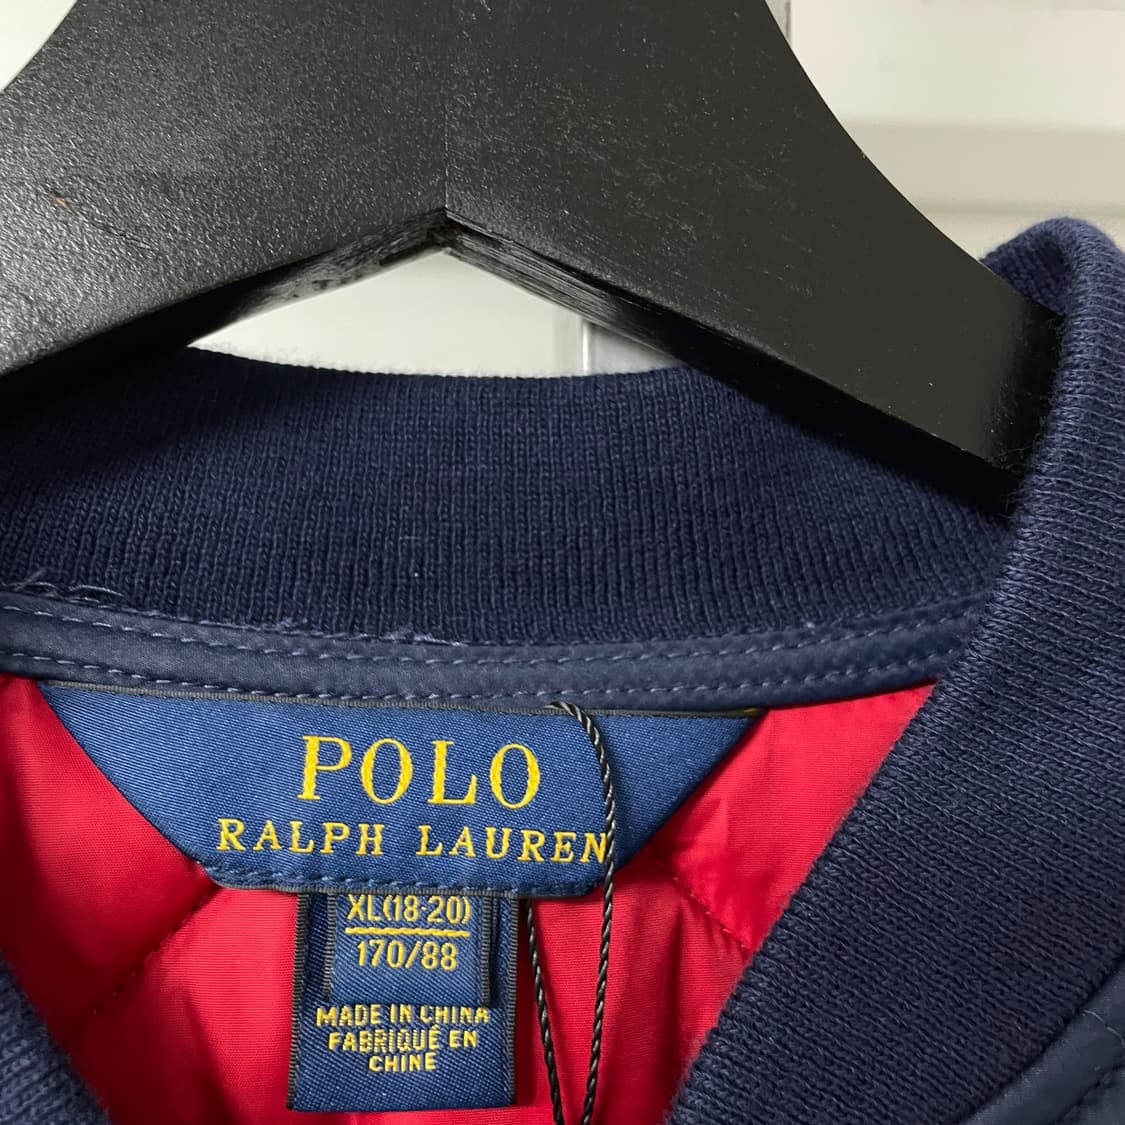 POLO
RALPH LAUREN
XL(18-20)
170/88
MADE IN CHINA
FABRIQUÉ EN
CHINE